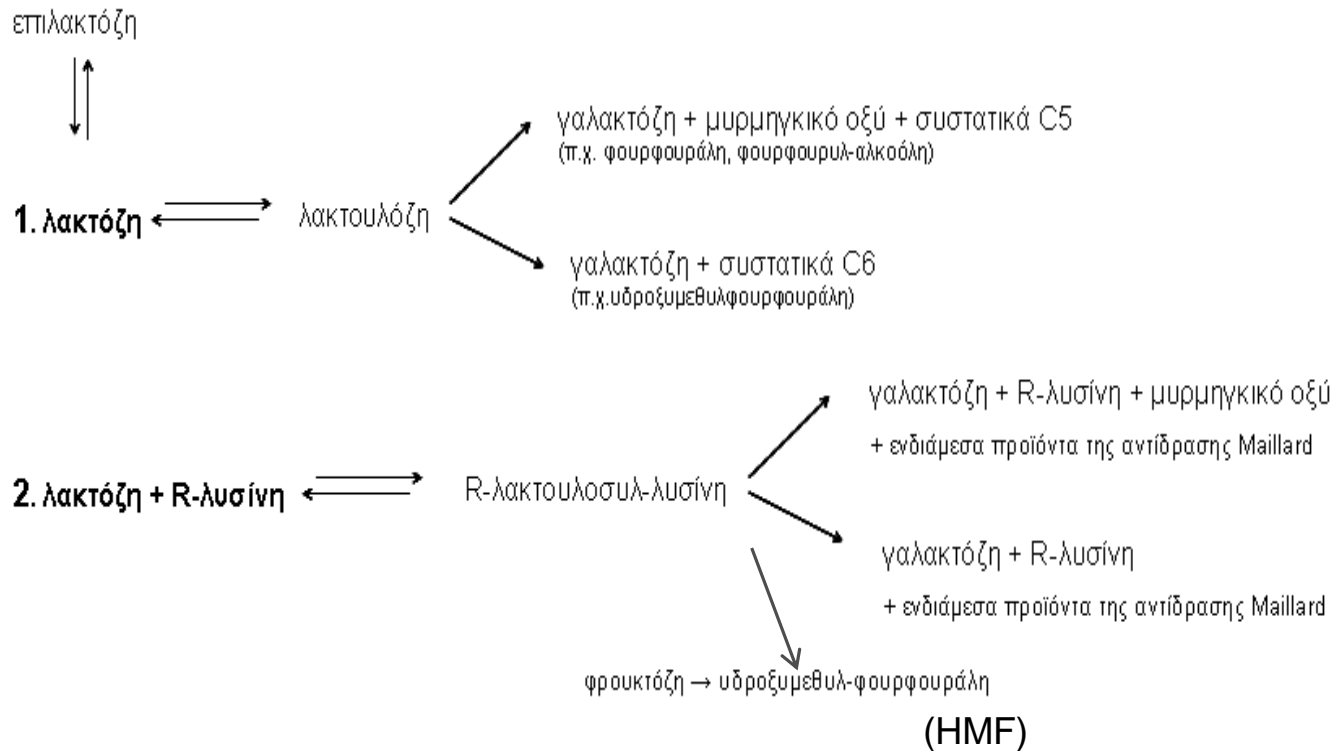 επιλακτόζη
γαλακτόζη + μυρμηγκικό οξύ + συστατικά C5
(π.χ. φουρφουράλη, φουρφουρυλ-αλκοόλη)
1. λακτόζη
λακτουλόζη
γαλακτόζη + συστατικά C6
(π.χ.υδροξυμεθυλφουρφουράλη)
γαλακτόζη + R-λυσίνη + μυρμηγκικό οξύ
+ ενδιάμεσα προϊόντα της αντίδρασης Maillard
2. λακτόζη + R-λυσίνη
R-λακτουλοσυλ-λυσίνη
γαλακτόζη + R-λυσίνη
+ ενδιάμεσα προϊόντα της αντίδρασης Maillard
φρουκτόζη → υδροξυμεθυλ-φουρφουράλη
(HMF)